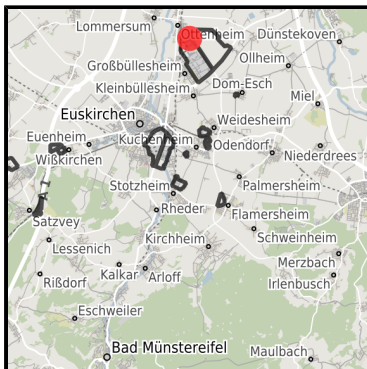 Lommersum
Ottenheim
Dünstekoven
Großbüllesheim
Ollheim
Kleinbüllesheim
Dom-Esch
Miel
Euskirchen
Weidesheim
Euenheim
Kuchenheim
Odendorf
Wißkirchen
Niederdrees
Stotzheim
Palmersheim
Rheder
Flamersheim
Satzvey
Schweinheim
Lessenich
Kirchheim
Merzbach
Kalkar
Arloff
Rißdorf
Irlenbusch
Eschweiler
Bad Münstereifel
Maulbach